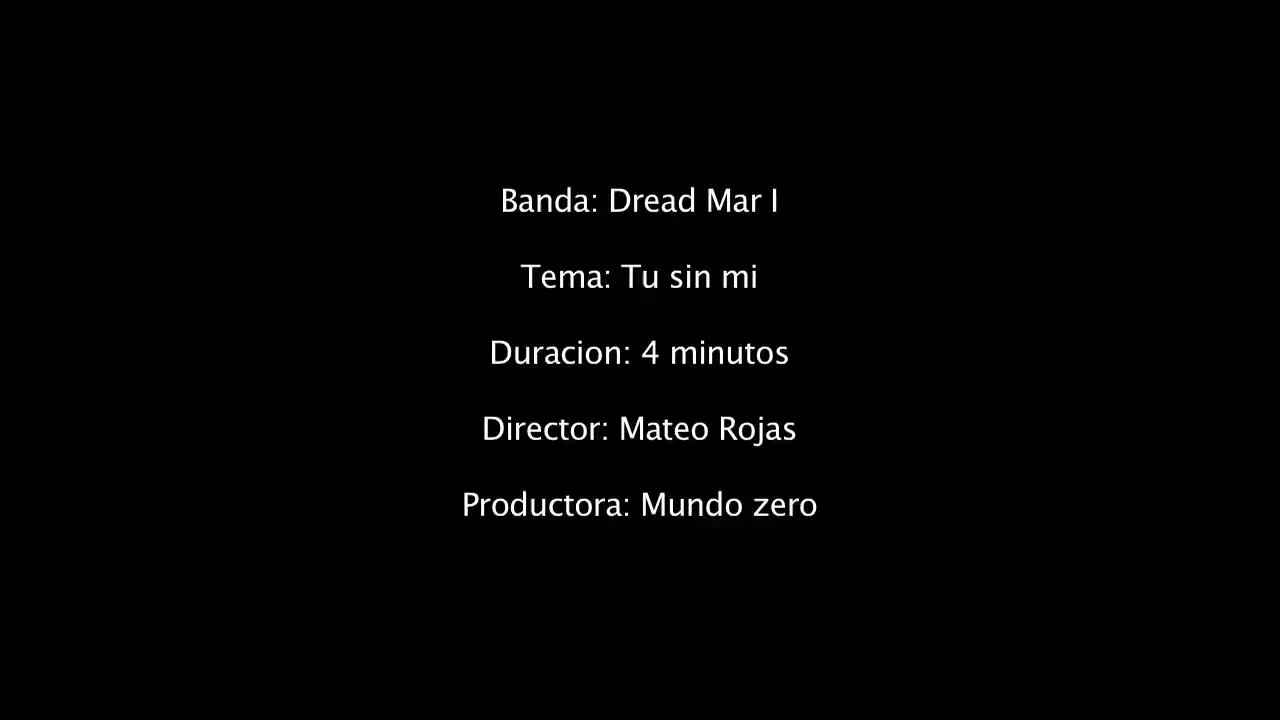 Banda: Dread Mar I
Tema: Tu sin mi
Duracion: 4 minutos
Director: Mateo Rojas
Productora: Mundo zero